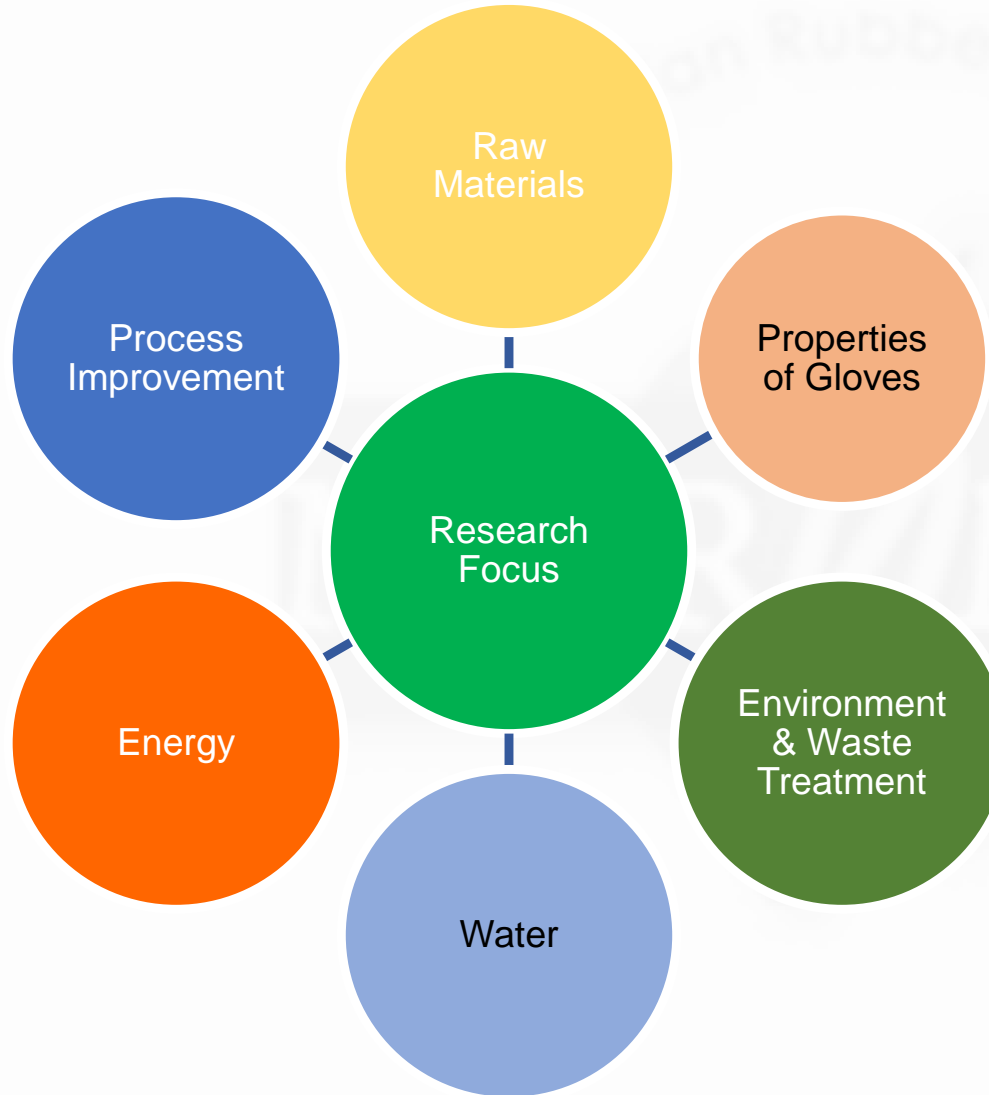 Raw
Materials
Properties
of Gloves
Environment
& Waste
Treatment
Water
Energy
Process
Improvement
Research
Focus